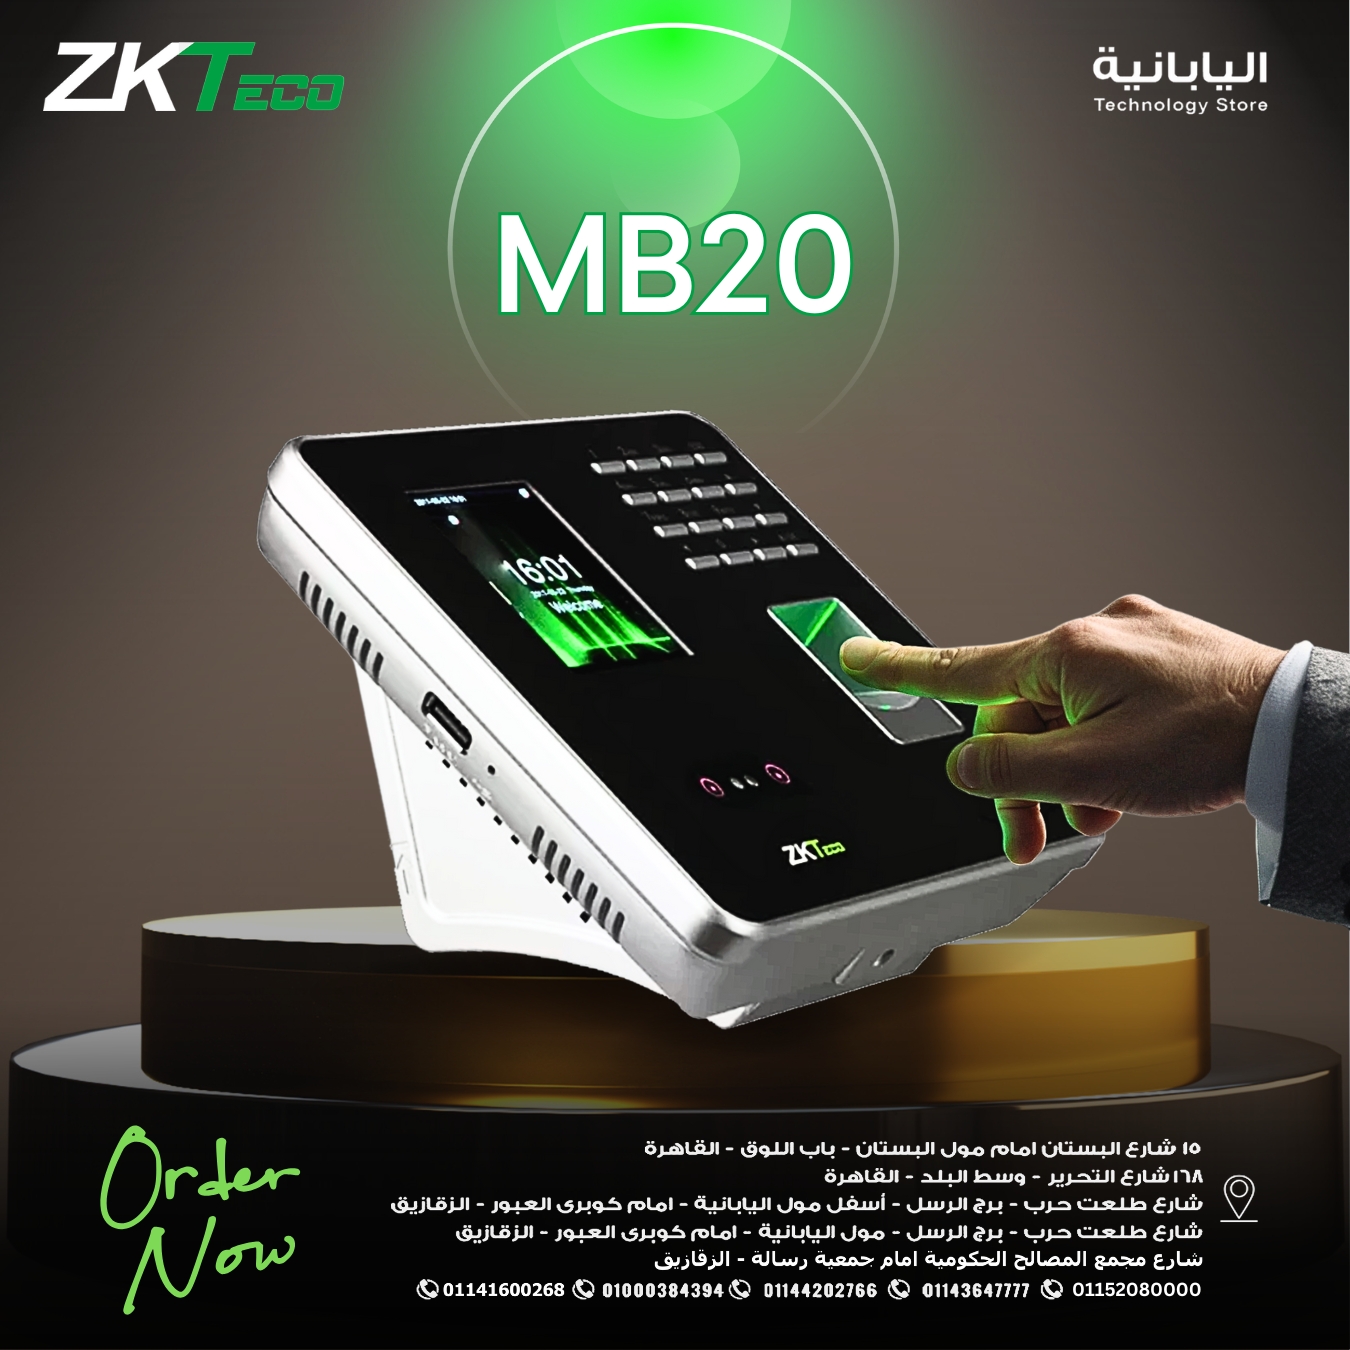 ZKTECO
اليابانية
Technology Store
MB20
16:01
Welcome
ZKTECO
Order
Now
١٥ شارع البستان امام مول البستان - باب اللوق - القاهرة
١٦٨ شارع التحرير - وسط البلد - القاهرة
شارع طلعت حرب - برج الرسل - أسفل مول اليابانية - امام كوبرى العبور - الزقازيق
شارع طلعت حرب - برج الرسل - مول اليابانية - امام كوبرى العبور - الزقازيق
شارع مجمع المصالح الحكومية امام جمعية رسالة - الزقازيق
01141600268 01000384394 01144202766 01143647777 01152080000